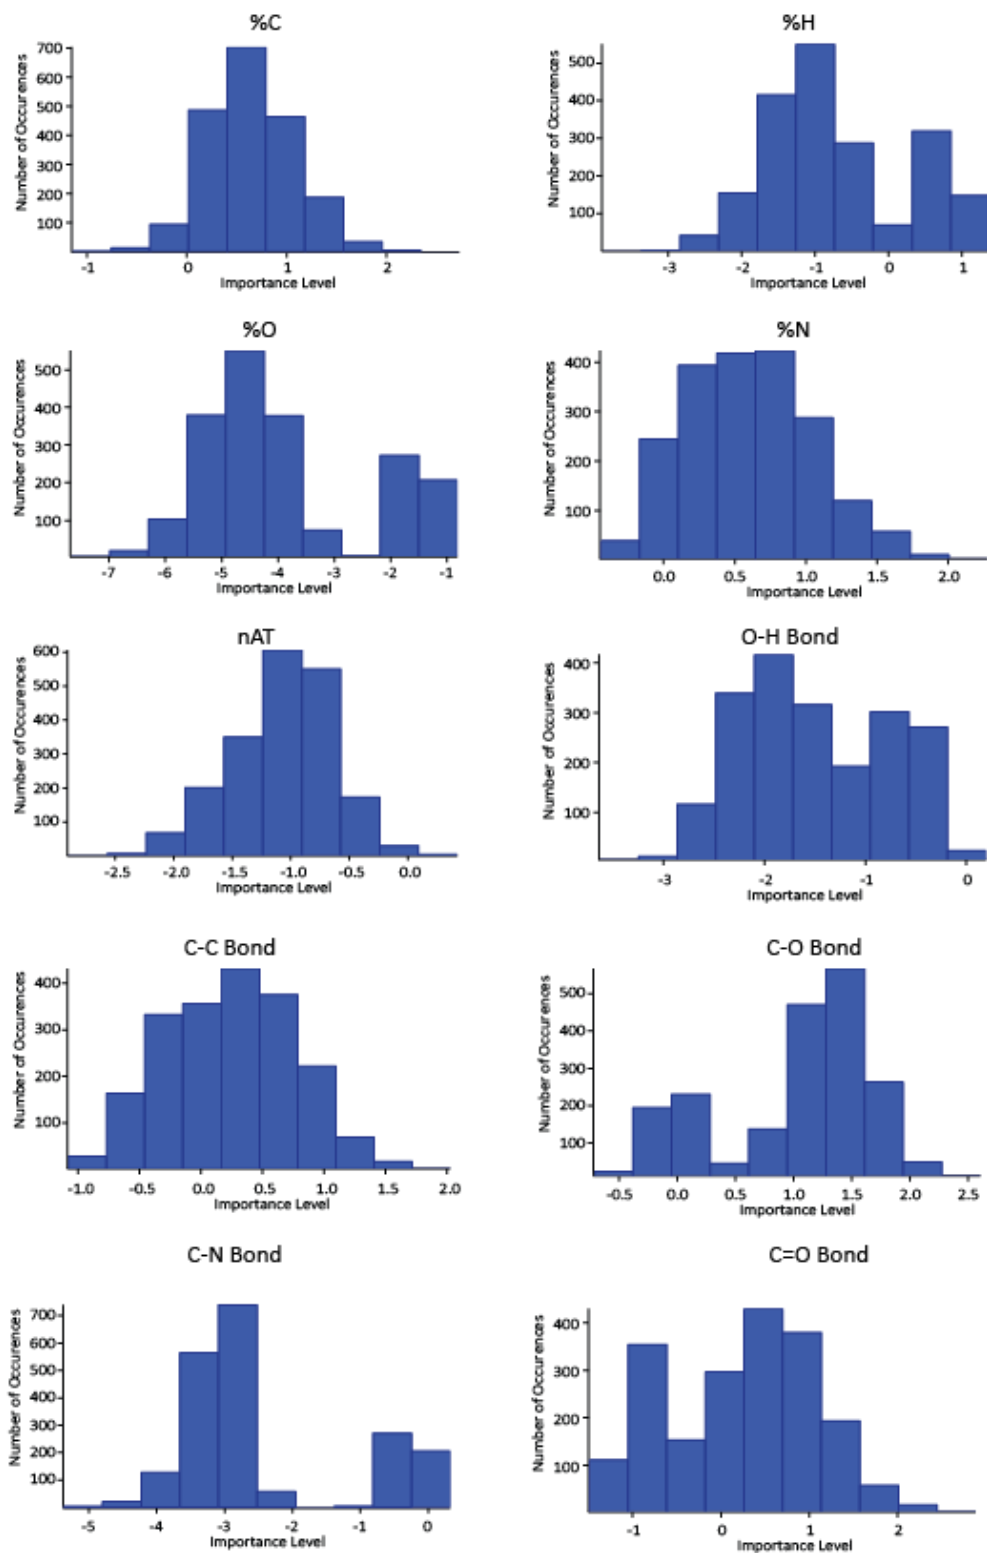 %C
Number of Occurences
700
600
500
400
300
200
100
-1 0 1 2
Importance Level
%H
Number of Occurences
500
400
300
200
100
-3 -2 -1 0 1
Importance Level
%O
Number of Occurences
500
400
300
200
100
-7 -6 -5 -4 -3 -2 -1
Importance Level
%N
Number of Occurences
400
300
200
100
0.0 0.5 1.0 1.5 2.0
Importance Level
nAT
Number of Occurences
600
500
400
300
200
100
-2.5 -2.0 -1.5 -1.0 -0.5 0.0
Importance Level
O-H Bond
Number of Occurences
400
300
200
100
-3 -2 -1 0
Importance Level
C-C Bond
Number of Occurences
400
300
200
100
-1.0 -0.5 0.0 0.5 1.0 1.5 2.0
Importance Level
C-O Bond
Number of Occurences
500
400
300
200
100
-0.5 0.0 0.5 1.0 1.5 2.0 2.5
Importance Level
C-N Bond
Number of Occurences
700
600
500
400
300
200
100
-5 -4 -3 -2 -1 0
Importance Level
C=O Bond
Number of Occurences
400
300
200
100
-1 0 1 2
Importance Level